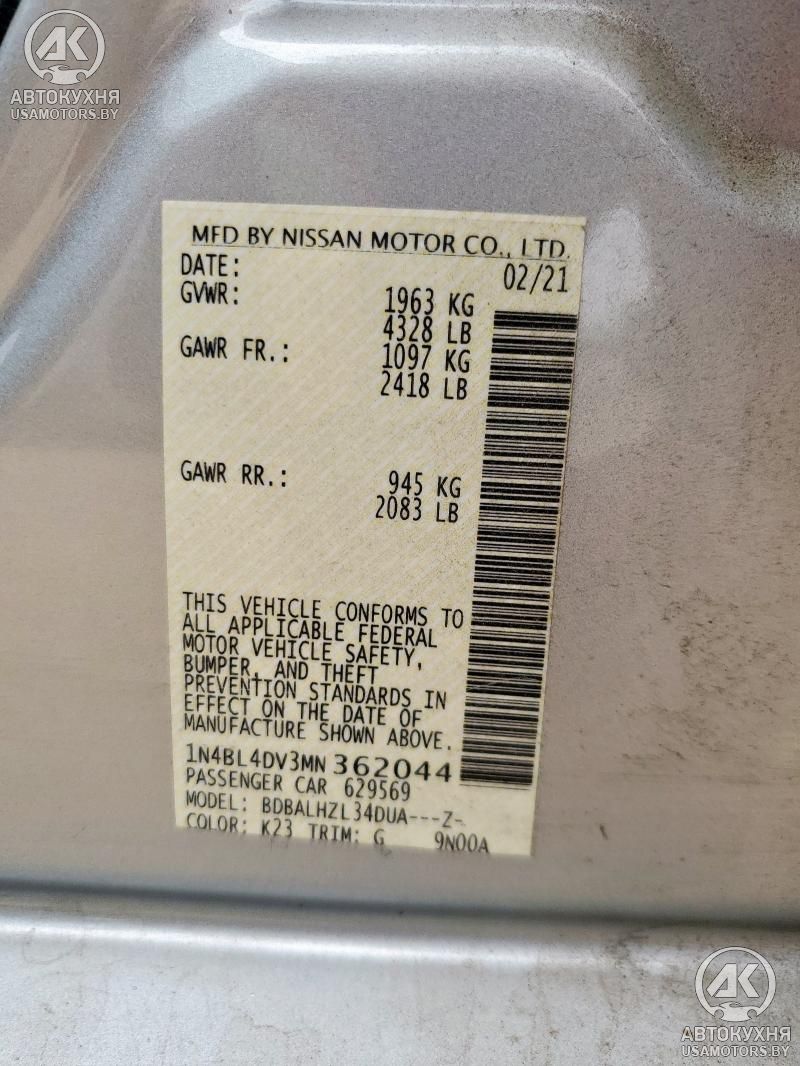 AK
АВТОКУХНЯ
USAMOTORS.BY
MFD BY NISSAN MOTOR CO., LTD.
DATE: 02/21
GVWR: 1963 KG
4328 LB
GAWR FR.: 1097 KG
2418 LB
GAWR RR.: 945 KG
2083 LB
THIS VEHICLE CONFORMS TO
ALL APPLICABLE FEDERAL
MOTOR VEHICLE SAFETY,
BUMPER, AND THEFT
PREVENTION STANDARDS IN
EFFECT ON THE DATE OF
MANUFACTURE SHOWN ABOVE.
1N4BL4DV3MN 362044
PASSENGER CAR 629569
MODEL: BDBALHZL34DUA---Z-
COLOR: K23 TRIM: G 9N00A
AK
АВТОКУХНЯ
USAMOTORS.BY